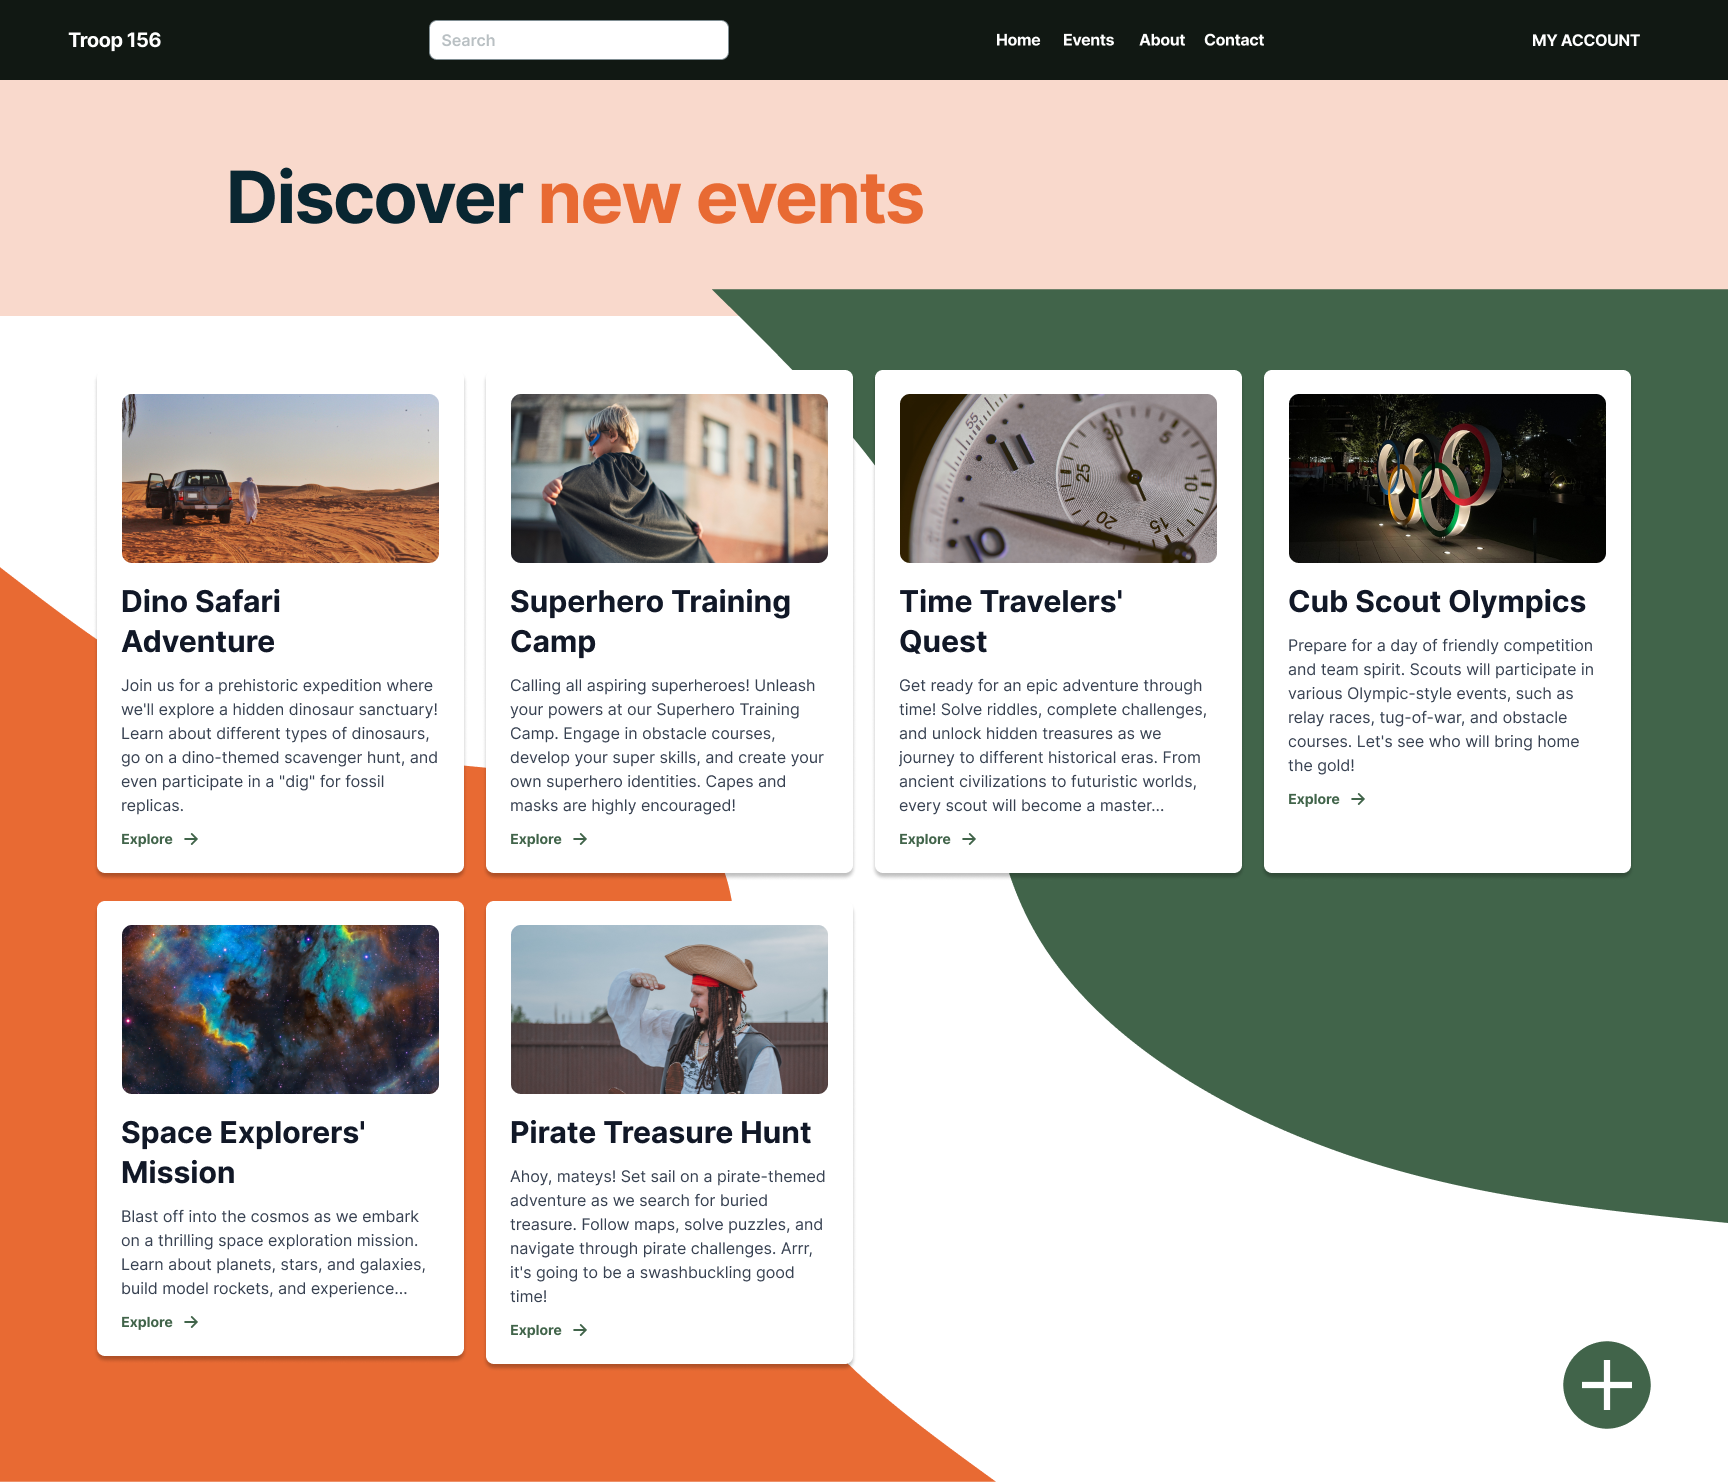 Troop 156
Search
Home Events About Contact
MY ACCOUNT
Discover new events
Dino Safari
Adventure
Join us for a prehistoric expedition where
we'll explore a hidden dinosaur sanctuary!
Learn about different types of dinosaurs,
go on a dino-themed scavenger hunt, and
even participate in a "dig" for fossil
replicas.
Explore
Superhero Training
Camp
Calling all aspiring superheroes! Unleash
your powers at our Superhero Training
Camp. Engage in obstacle courses,
develop your super skills, and create your
own superhero identities. Capes and
masks are highly encouraged!
Explore
55
11
10
30
5
10
15
20
25
Time Travelers'
Quest
Get ready for an epic adventure through
time! Solve riddles, complete challenges,
and unlock hidden treasures as we
journey to different historical eras. From
ancient civilizations to futuristic worlds,
every scout will become a master...
Explore
Cub Scout Olympics
Prepare for a day of friendly competition
and team spirit. Scouts will participate in
various Olympic-style events, such as
relay races, tug-of-war, and obstacle
courses. Let's see who will bring home
the gold!
Explore
Space Explorers'
Mission
Blast off into the cosmos as we embark
on a thrilling space exploration mission.
Learn about planets, stars, and galaxies,
build model rockets, and experience...
Explore
Pirate Treasure Hunt
Ahoy, mateys! Set sail on a pirate-themed
adventure as we search for buried
treasure. Follow maps, solve puzzles, and
navigate through pirate challenges. Arrr,
it's going to be a swashbuckling good
time!
Explore